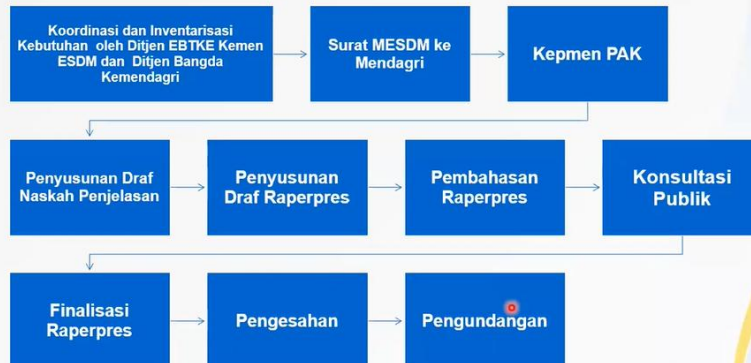 Koordinasi dan Inventarisasi
Kebutuhan oleh Ditjen EBTKE Kemen
ESDM dan Ditjen Bangda
Kemendagri
Surat MESDM ke
Mendagri
Kepmen PAK
Penyusunan Draf
Naskah Penjelasan
Penyusunan
Draf Raperpres
Pembahasan
Raperpres
Konsultasi
Publik
Finalisasi
Raperpres
Pengesahan
Pengundangan